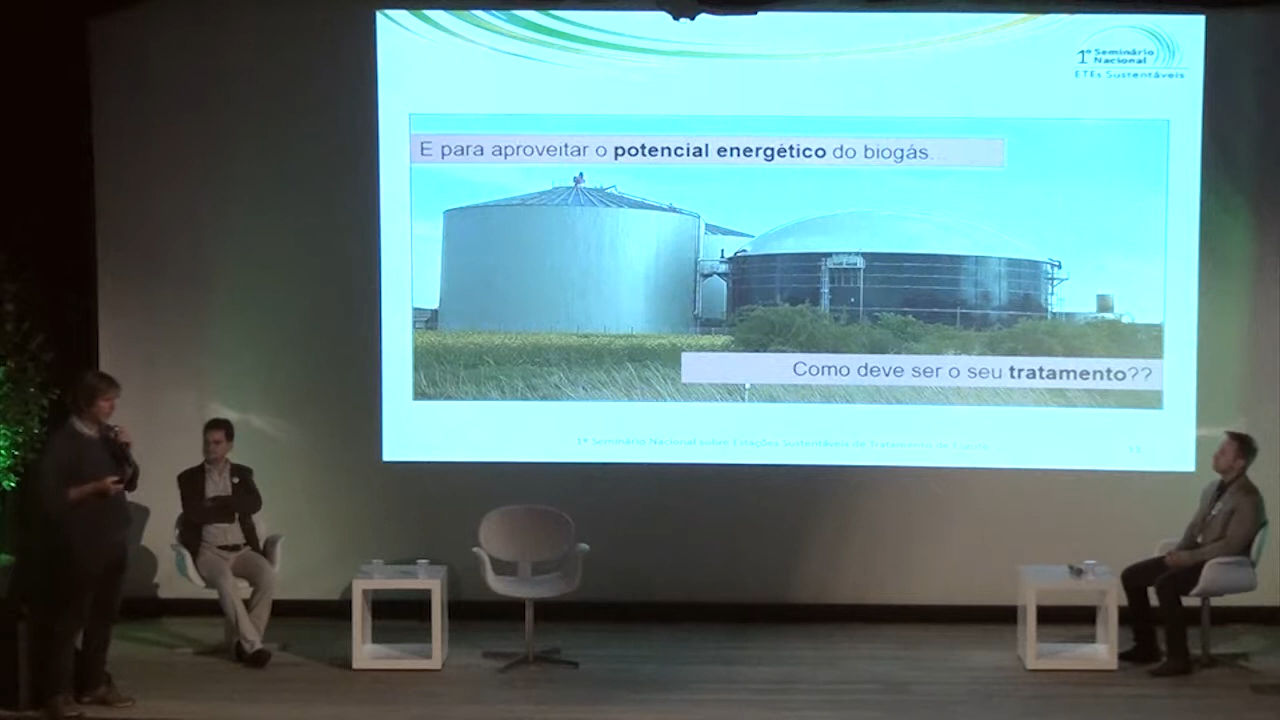 1º Seminário
Nacional
ETEs Sustentáveis
E para aproveitar o potencial energético do biogás...
Como deve ser o seu tratamento??
1º Seminário Nacional sobre Estações Sustentáveis de Tratamento de Esgoto